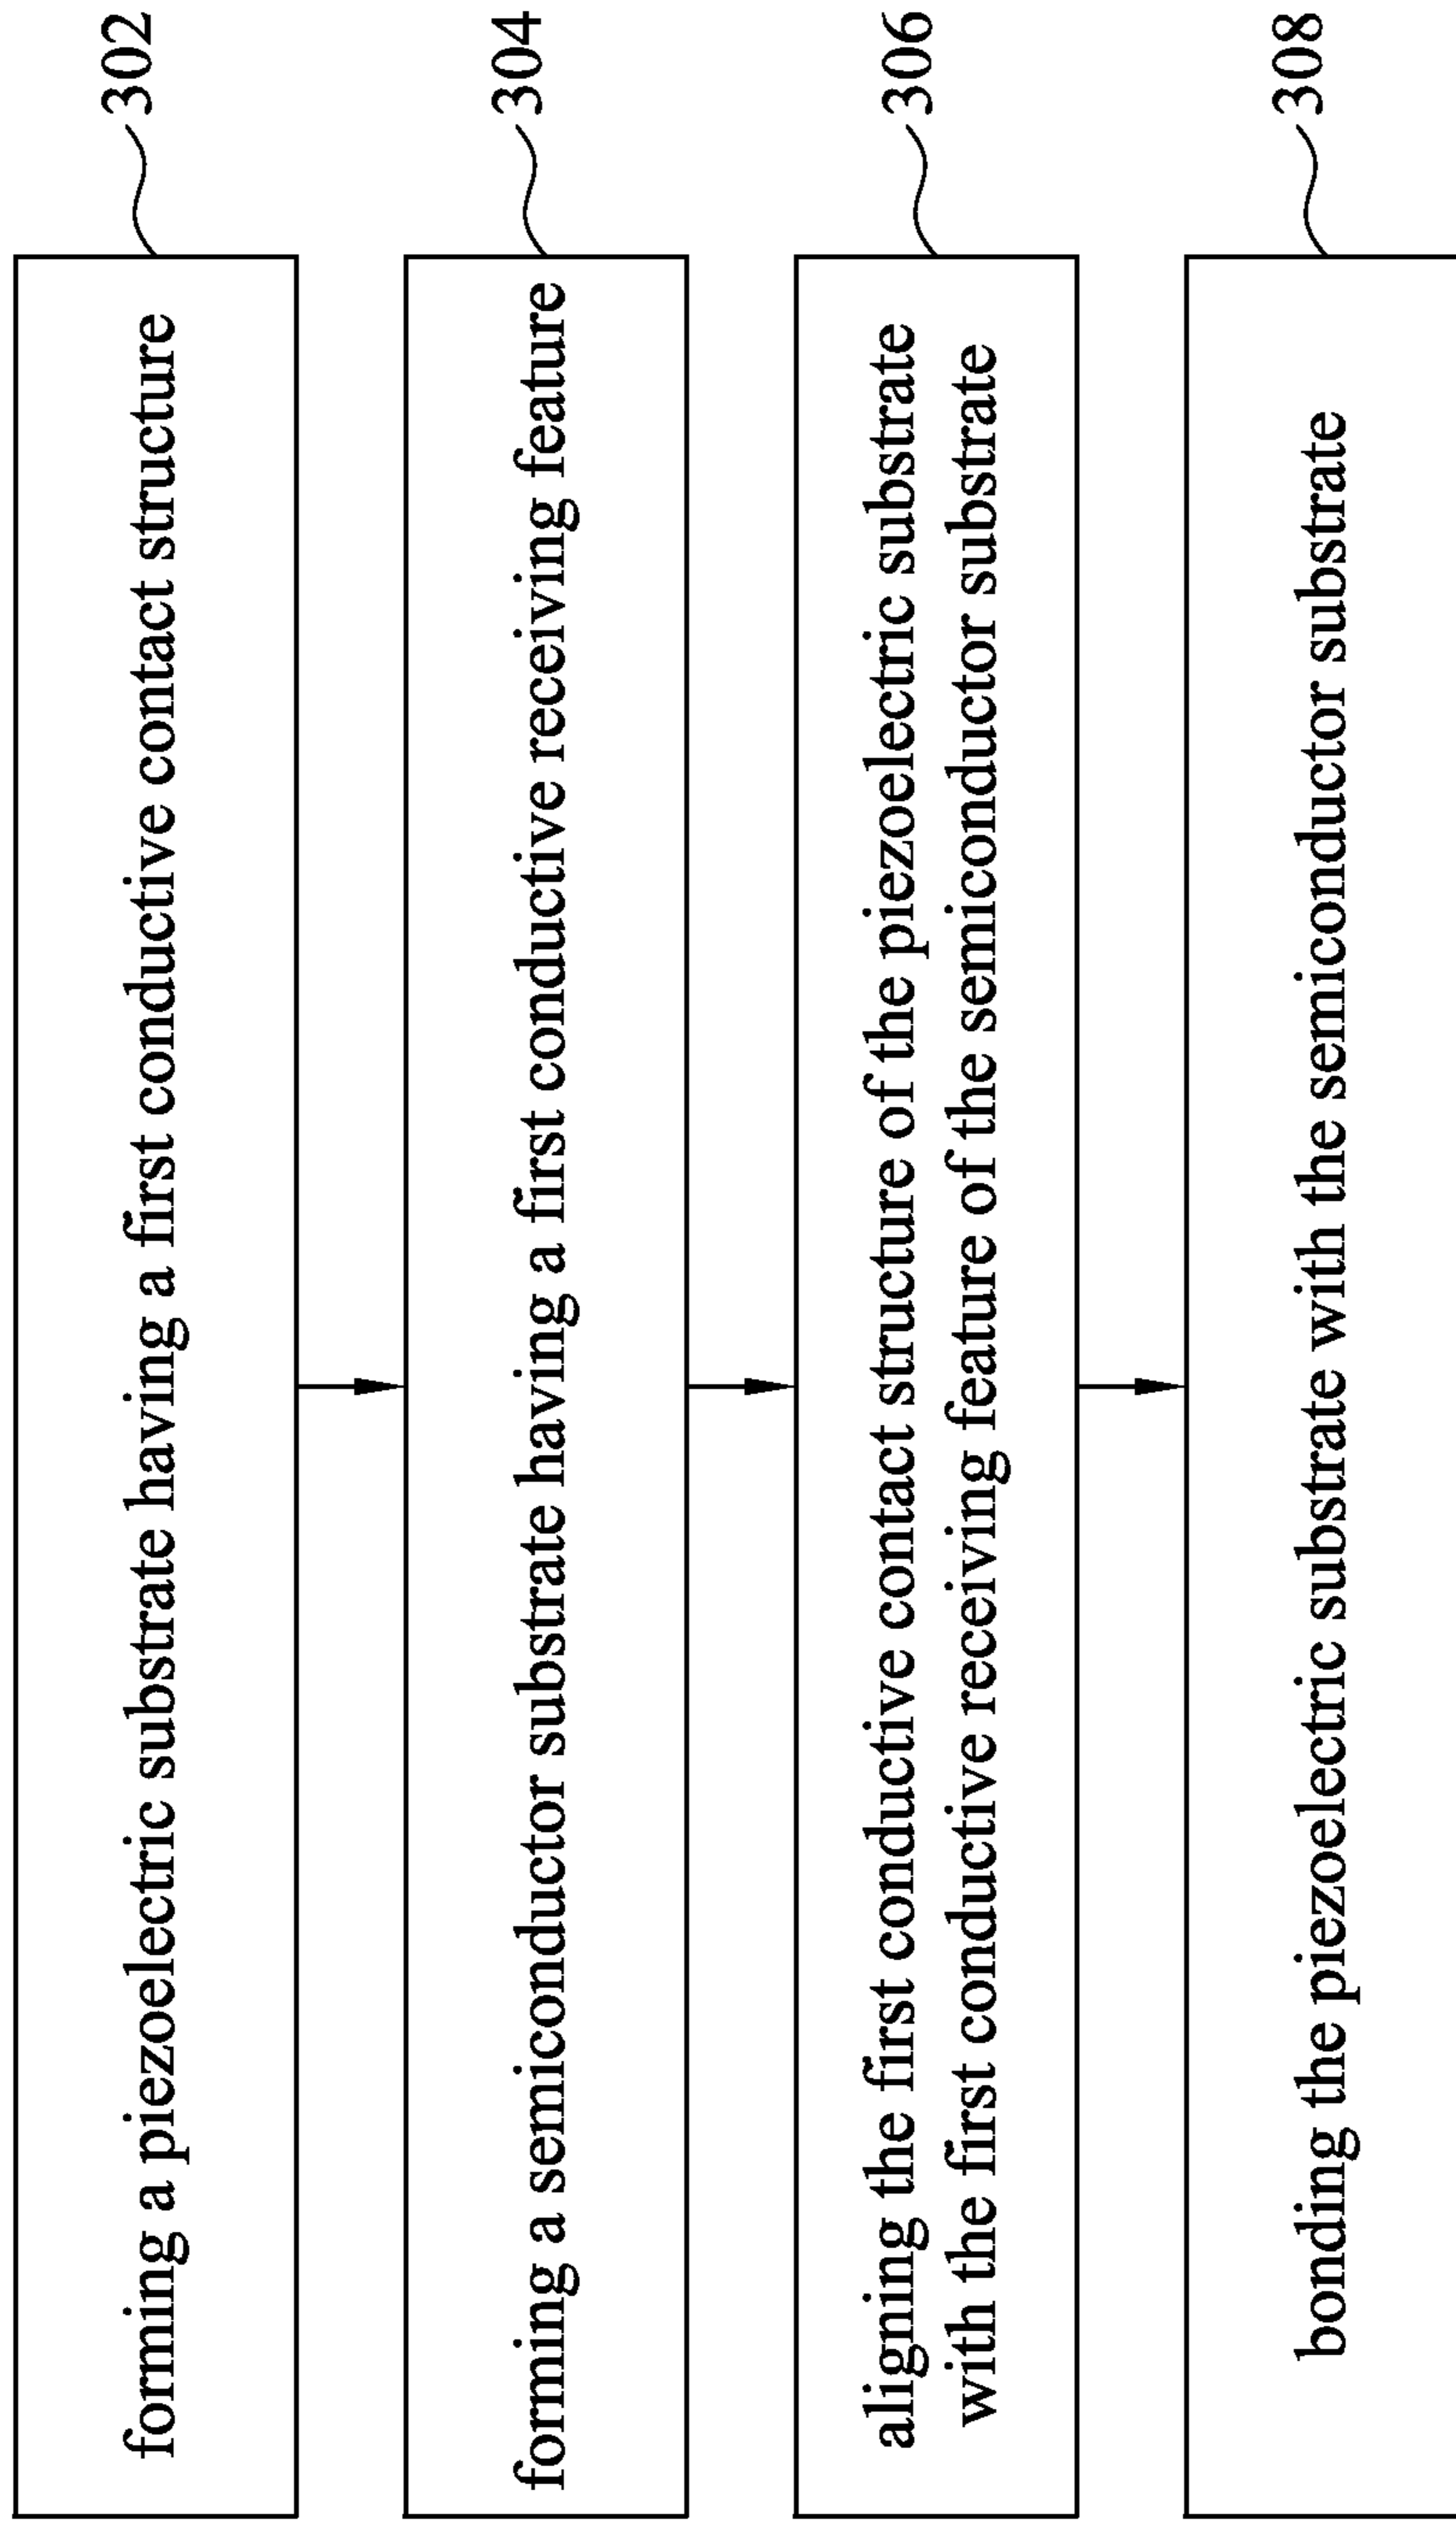 forming a piezoelectric substrate having a first conductive contact structure
302
forming a semiconductor substrate having a first conductive receiving feature
304
aligning the first conductive contact structure of the piezoelectric substrate
with the first conductive receiving feature of the semiconductor substrate
306
bonding the piezoelectric substrate with the semiconductor substrate
308